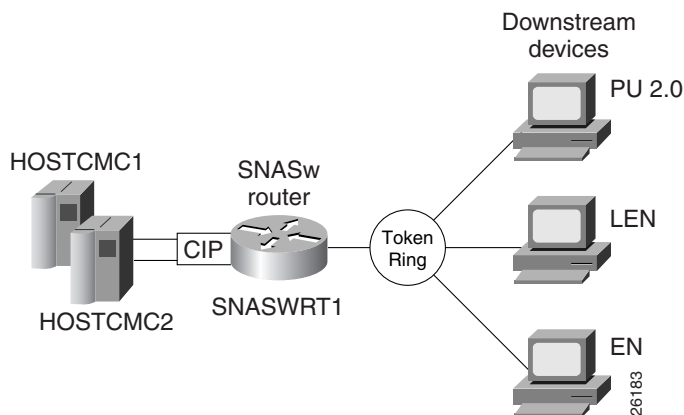 Downstream
devices
PU 2.0
HOSTCMC1
SNASw
router
CIP
Token
Ring
LEN
HOSTCMC2
SNASWRT1
EN
26183